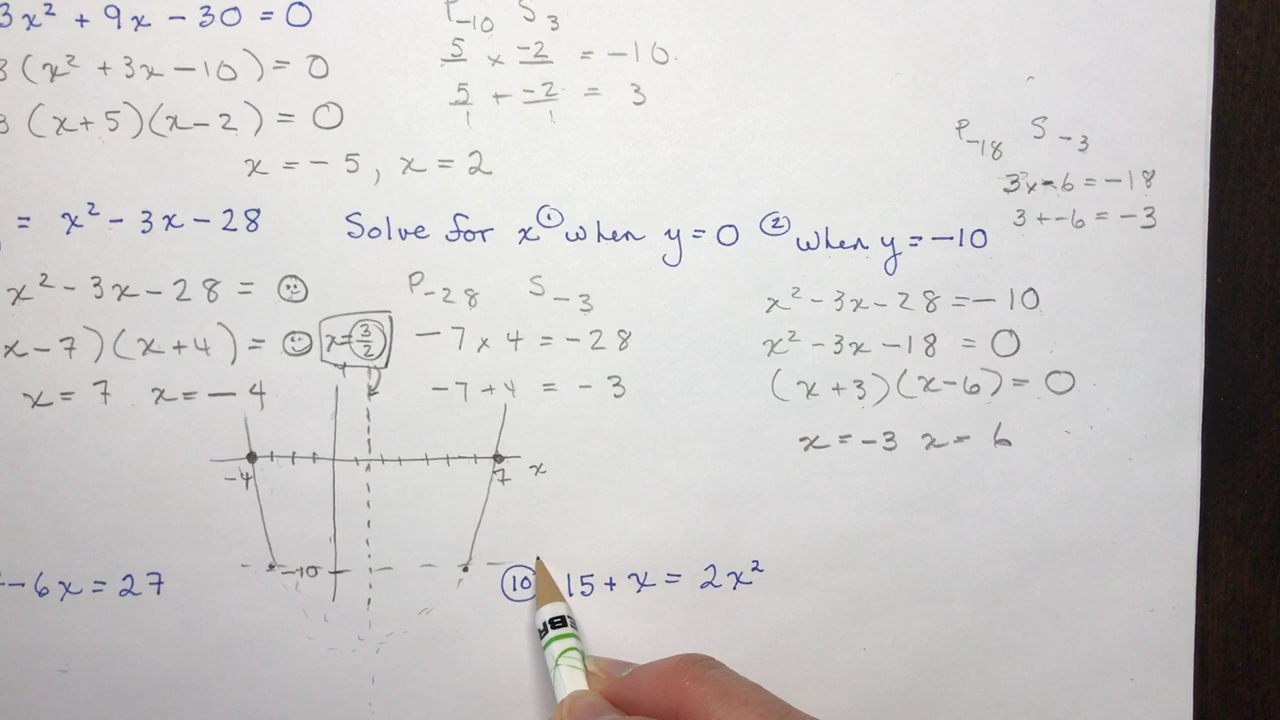 3x² + 9x - 30 = 0
3 (x² + 3x - 10) = 0
3 (x+5)(x-2) = 0
x = -5, x = 2
P-10 S3
5 × -2 = -10.
5 + -2 = 3
P-18 S-3
3x-6 = -18
3+-6 = -3
= x² - 3x - 28 Solve for x ① when y = 0 ② when y = -10
x² - 3x - 28 =
x-7)(x+4) =
x = 7 x = -4
x = 3/2
P-28 S-3
-7 × 4 = -28
-7 + 4 = -3
x² - 3x - 28 = -10
x² - 3x - 18 = 0
(x+3)(x-6) = 0
x = -3 x = 6
-4 7 x
-10
- 6x = 27
⑩ 15 + x = 2x²